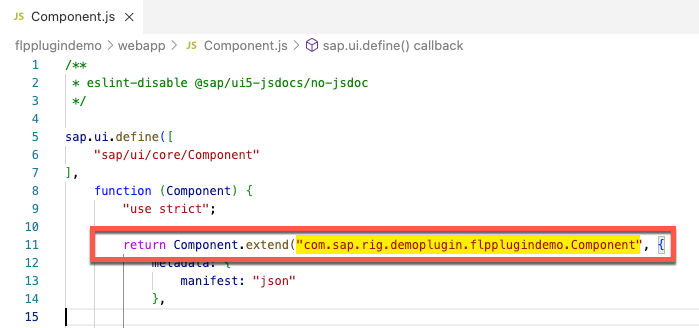 Component.js ×
flpplugindemo > webapp > JS Component.js > sap.ui.define() callback
1 /**
2 * eslint-disable @sap/ui5-jsdocs/no-jsdoc
3 */
4
5 sap.ui.define([
6 "sap/ui/core/Component"
7 ],
8 function (Component) {
9 "use strict";
10
11 return Component.extend("com.sap.rig.demoplugin.flpplugindemo.Component", {
12 metadata: {
13 manifest: "json"
14 },
15